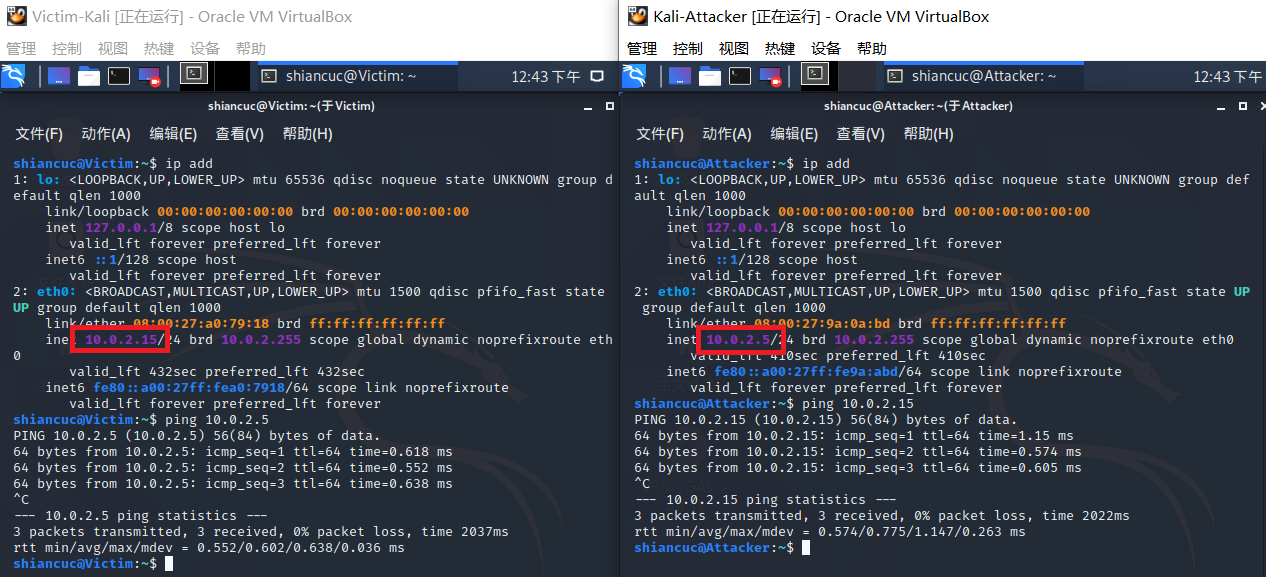 Victim-Kali [正在运行] - Oracle VM VirtualBox
管理 控制 视图 热键 设备 帮助
shiancuc@Victim: ~ 12:43 下午
shiancuc@Victim: ~(于 Victim)
文件(F) 动作(A) 编辑(E) 查看(V) 帮助(H)
shiancuc@Victim:~$ ip add
1: lo: <LOOPBACK,UP,LOWER_UP> mtu 65536 qdisc noqueue state UNKNOWN group d
efault qlen 1000
link/loopback 00:00:00:00:00:00 brd 00:00:00:00:00:00
inet 127.0.0.1/8 scope host lo
valid_lft forever preferred_lft forever
inet6 ::1/128 scope host
valid_lft forever preferred_lft forever
2: eth0: <BROADCAST,MULTICAST,UP,LOWER_UP> mtu 1500 qdisc pfifo_fast state
UP group default qlen 1000
link/ether 08:00:27:a0:79:18 brd ff:ff:ff:ff:ff:ff
inet 10.0.2.15/24 brd 10.0.2.255 scope global dynamic noprefixroute eth
0
valid_lft 432sec preferred_lft 432sec
inet6 fe80::a00:27ff:fea0:7918/64 scope link noprefixroute
valid_lft forever preferred_lft forever
shiancuc@Victim:~$ ping 10.0.2.5
PING 10.0.2.5 (10.0.2.5) 56(84) bytes of data.
64 bytes from 10.0.2.5: icmp_seq=1 ttl=64 time=0.618 ms
64 bytes from 10.0.2.5: icmp_seq=2 ttl=64 time=0.552 ms
64 bytes from 10.0.2.5: icmp_seq=3 ttl=64 time=0.638 ms
^C
--- 10.0.2.5 ping statistics ---
3 packets transmitted, 3 received, 0% packet loss, time 2037ms
rtt min/avg/max/mdev = 0.552/0.602/0.638/0.036 ms
shiancuc@Victim:~$
Kali-Attacker [正在运行] - Oracle VM VirtualBox
管理 控制 视图 热键 设备 帮助
shiancuc@Attacker: ~ 12:43 下午
shiancuc@Attacker: ~(于 Attacker)
文件(F) 动作(A) 编辑(E) 查看(V) 帮助(H)
shiancuc@Attacker:~$ ip add
1: lo: <LOOPBACK,UP,LOWER_UP> mtu 65536 qdisc noqueue state UNKNOWN group def
ault qlen 1000
link/loopback 00:00:00:00:00:00 brd 00:00:00:00:00:00
inet 127.0.0.1/8 scope host lo
valid_lft forever preferred_lft forever
inet6 ::1/128 scope host
valid_lft forever preferred_lft forever
2: eth0: <BROADCAST,MULTICAST,UP,LOWER_UP> mtu 1500 qdisc pfifo_fast state UP
group default qlen 1000
link/ether 08:00:27:9a:0a:bd brd ff:ff:ff:ff:ff:ff
inet 10.0.2.5/24 brd 10.0.2.255 scope global dynamic noprefixroute eth0
valid_lft 410sec preferred_lft 410sec
inet6 fe80::a00:27ff:fe9a:abd/64 scope link noprefixroute
valid_lft forever preferred_lft forever
shiancuc@Attacker:~$ ping 10.0.2.15
PING 10.0.2.15 (10.0.2.15) 56(84) bytes of data.
64 bytes from 10.0.2.15: icmp_seq=1 ttl=64 time=1.15 ms
64 bytes from 10.0.2.15: icmp_seq=2 ttl=64 time=0.574 ms
64 bytes from 10.0.2.15: icmp_seq=3 ttl=64 time=0.605 ms
^C
--- 10.0.2.15 ping statistics ---
3 packets transmitted, 3 received, 0% packet loss, time 2022ms
rtt min/avg/max/mdev = 0.574/0.775/1.147/0.263 ms
shiancuc@Attacker:~$